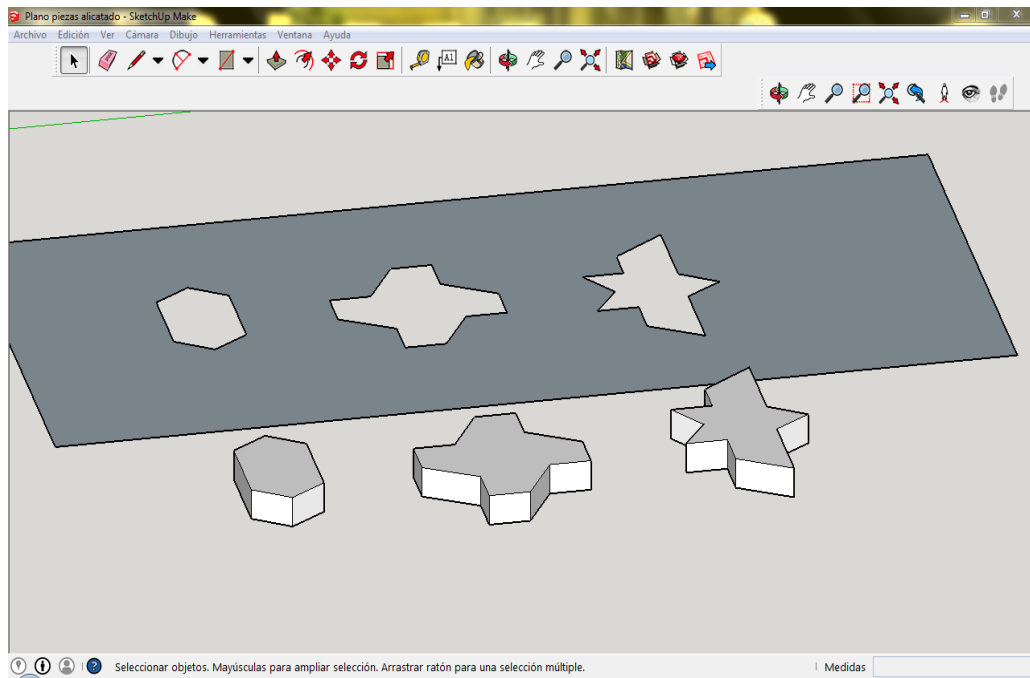 Plano piezas alicatado - SketchUp Make
Archivo Edición Ver Cámara Dibujo Herramientas Ventana Ayuda
A1
Seleccionar objetos. Mayúsculas para ampliar selección. Arrastrar ratón para una selección múltiple.
Medidas